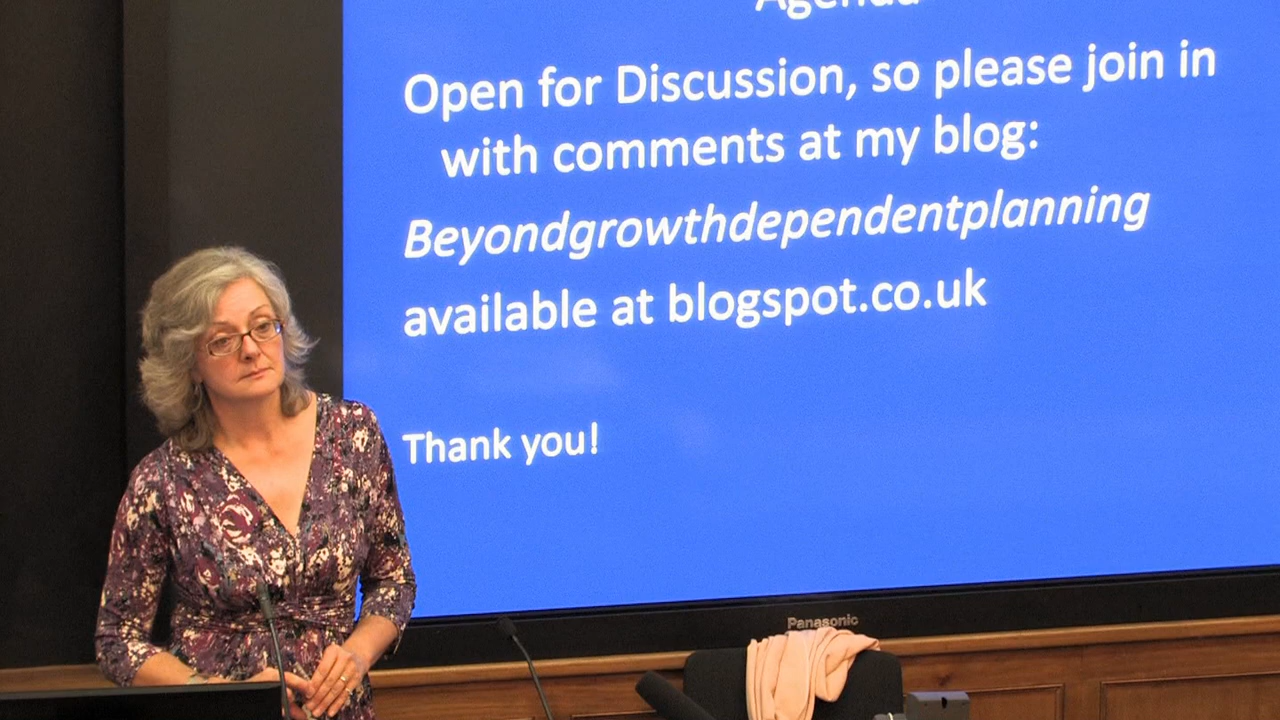 Agenda
Open for Discussion, so please join in
with comments at my blog:
Beyondgrowthdependentplanning
available at blogspot.co.uk
Thank you!
Panasonic